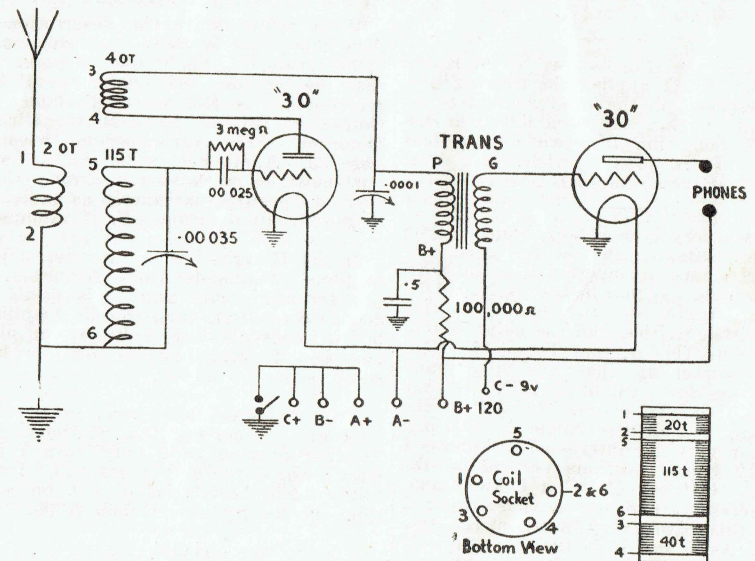 40T
3
4
"30"
"30"
3 meg Ω
TRANS
P
G
1
20T
5
115T
00025
.0001
PHONES
2
.00035
B+
.5
100,000 Ω
6
C- 9v
C+
B-
A+
A-
B+ 120
5
1
Coil
Socket
2 & 6
3
4
Bottom View
1
20t
2
5
115t
6
3
40t
4